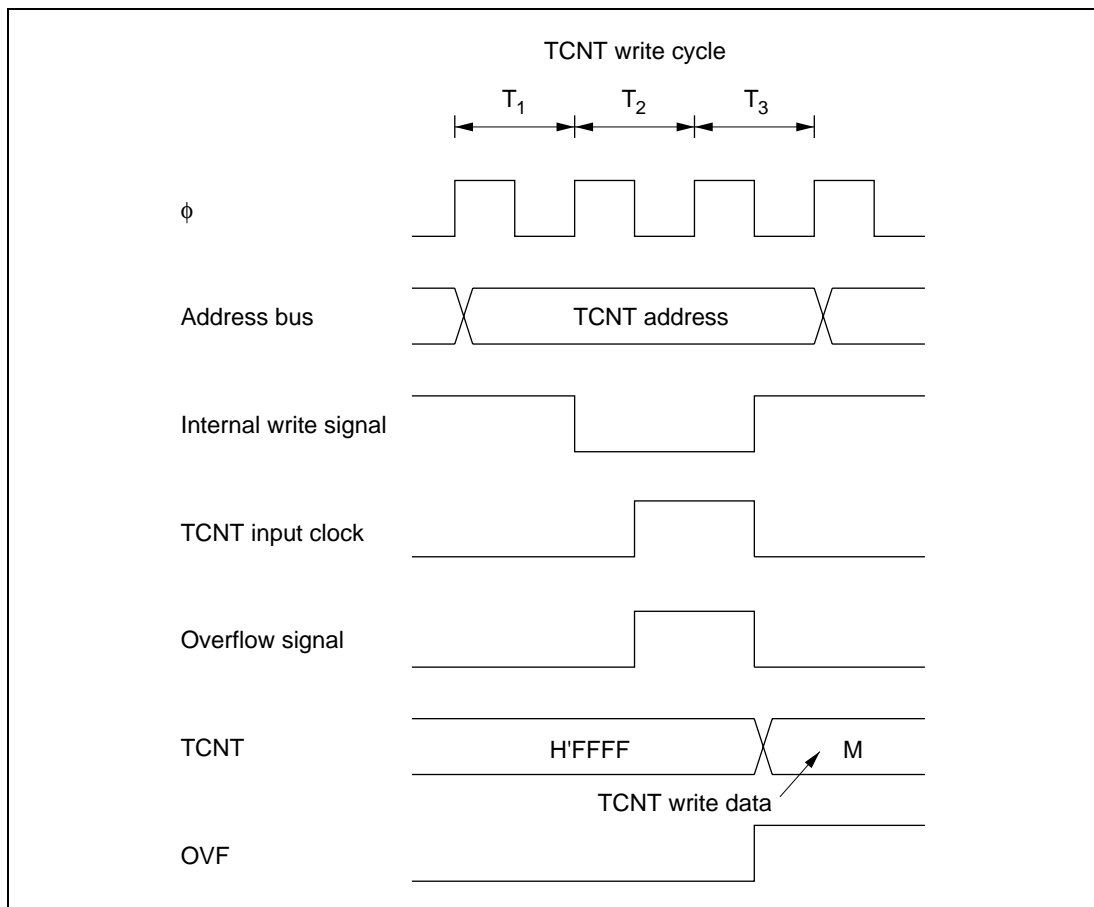 TCNT write cycle
T1 T2 T3
ϕ
Address bus TCNT address
Internal write signal
TCNT input clock
Overflow signal
TCNT H'FFFF M
TCNT write data
OVF